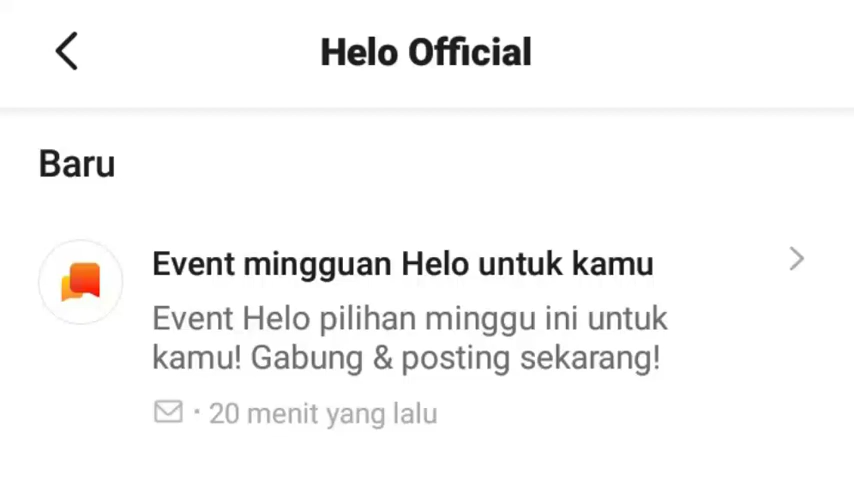 Helo Official
Baru
Event mingguan Helo untuk kamu
Event Helo pilihan minggu ini untuk
kamu! Gabung & posting sekarang!
· 20 menit yang lalu